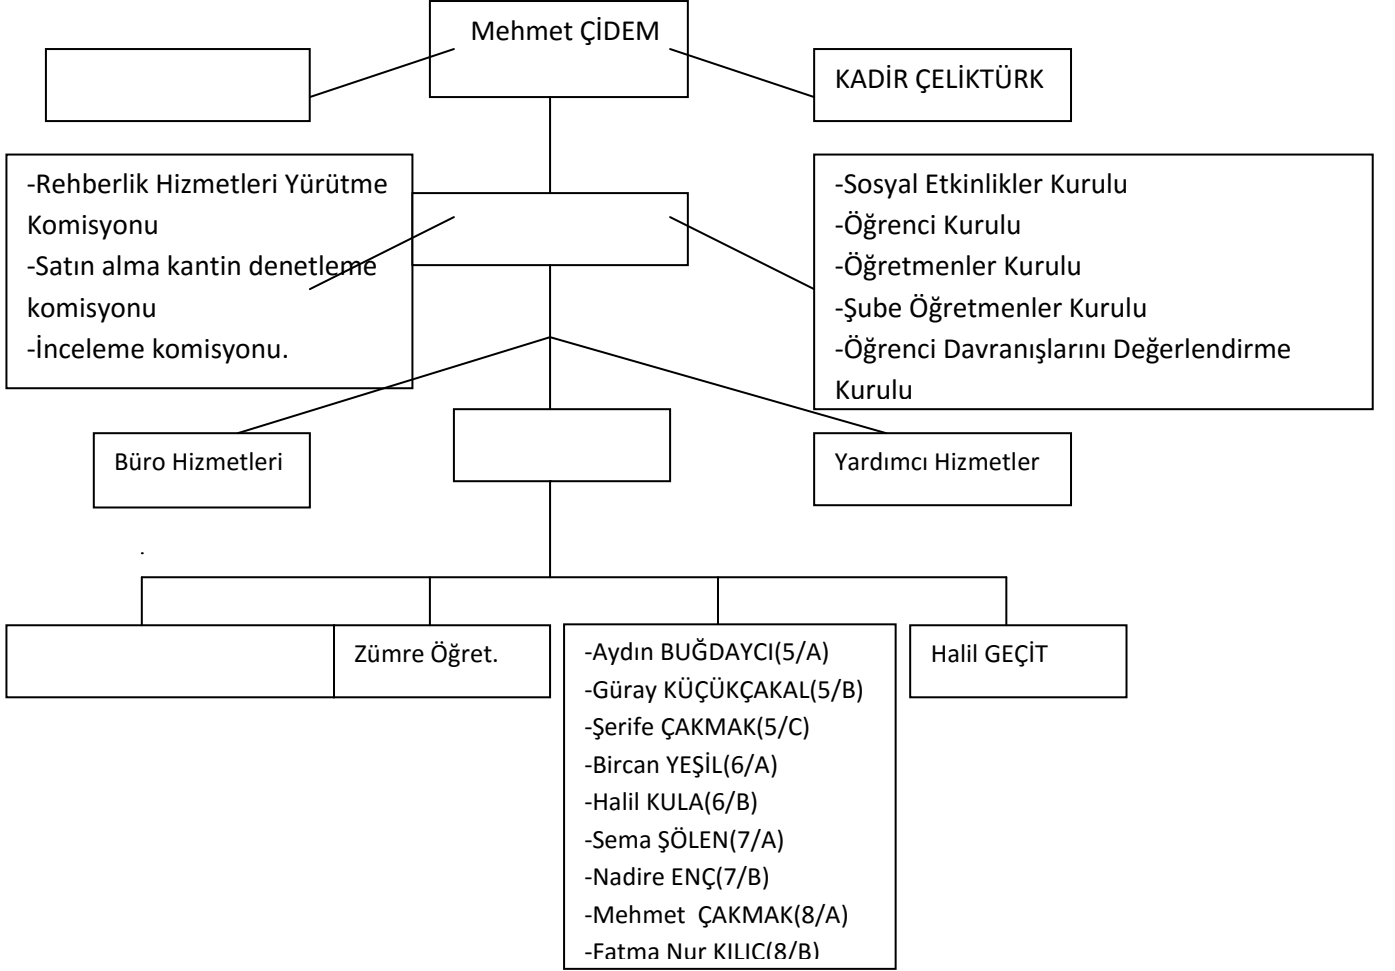 Mehmet ÇİDEM
KADİR ÇELİKTÜRK
-Rehberlik Hizmetleri Yürütme
Komisyonu
-Satın alma kantin denetleme
komisyonu
-İnceleme komisyonu.
-Sosyal Etkinlikler Kurulu
-Öğrenci Kurulu
-Öğretmenler Kurulu
-Şube Öğretmenler Kurulu
-Öğrenci Davranışlarını Değerlendirme
Kurulu
Büro Hizmetleri
Yardımcı Hizmetler
.
Zümre Öğret.
-Aydın BUĞDAYCI(5/A)
-Güray KÜÇÜKÇAKAL(5/B)
-Şerife ÇAKMAK(5/C)
-Bircan YEŞİL(6/A)
-Halil KULA(6/B)
-Sema ŞÖLEN(7/A)
-Nadire ENÇ(7/B)
-Mehmet  ÇAKMAK(8/A)
-Fatma Nur KILIÇ(8/B)
Halil GEÇİT